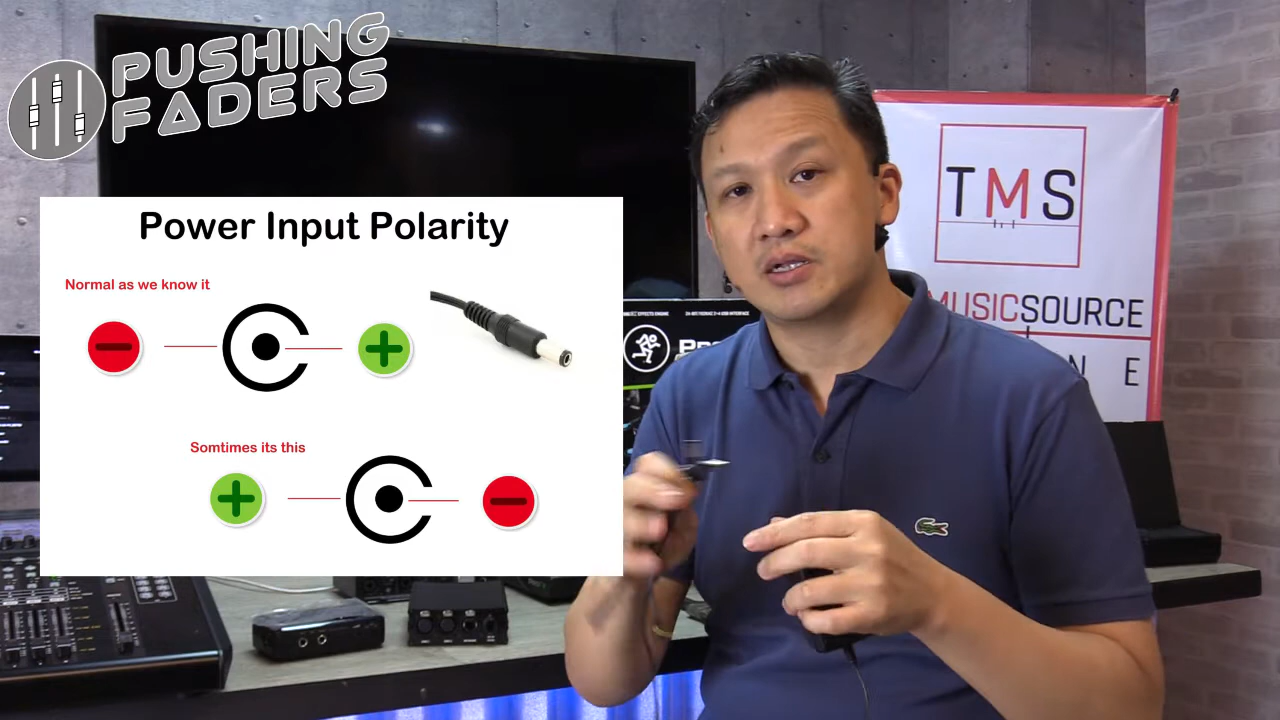 PUSHING
FADERS
Power Input Polarity
Normal as we know it
Somtimes its this
TMS
MUSICSOURCE
N E